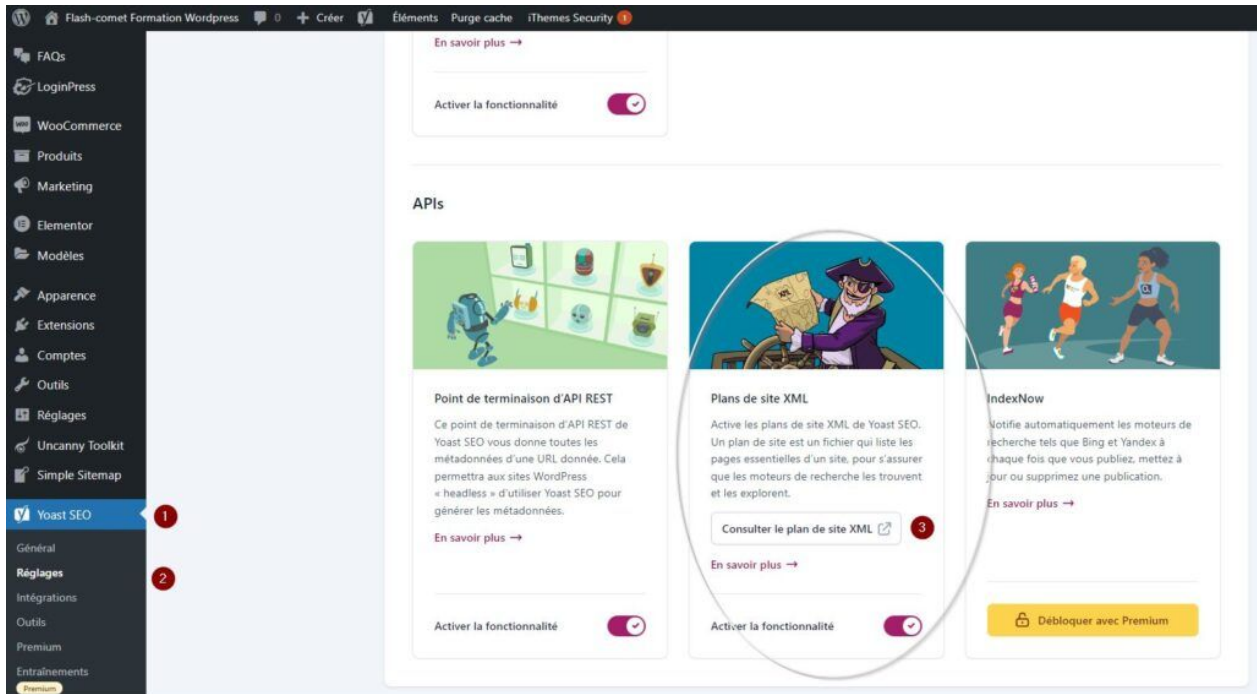 Flash-comet Formation Wordpress 0 + Créer Éléments Purge cache iThemes Security 1
FAQs
LoginPress
WooCommerce
Produits
Marketing
Elementor
Modèles
Apparence
Extensions
Comptes
Outils
Réglages
Uncanny Toolkit
Simple Sitemap
Yoast SEO 1
Général
Réglages 2
Intégrations
Outils
Premium
Entraînements
Premium
En savoir plus →
Activer la fonctionnalité
APIs
Point de terminaison d'API REST
Ce point de terminaison d'API REST de
Yoast SEO vous donne toutes les
métadonnées d'une URL donnée. Cela
permettra aux sites WordPress
« headless » d'utiliser Yoast SEO pour
générer les métadonnées.
En savoir plus →
Activer la fonctionnalité
XML
Plans de site XML
Active les plans de site XML de Yoast SEO.
Un plan de site est un fichier qui liste les
pages essentielles d'un site, pour s'assurer
que les moteurs de recherche les trouvent
et les explorent.
Consulter le plan de site XML 3
En savoir plus →
Activer la fonctionnalité
IndexNow
Notifie automatiquement les moteurs de
recherche tels que Bing et Yandex à
chaque fois que vous publiez, mettez à
jour ou supprimez une publication.
En savoir plus →
Débloquer avec Premium